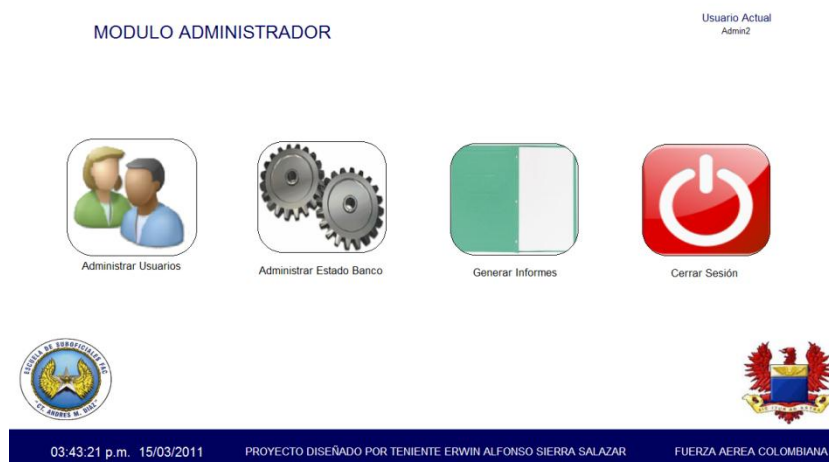 MODULO ADMINISTRADOR
Usuario Actual
Admin2
Administrar Usuarios
Administrar Estado Banco
Generar Informes
Cerrar Sesión
ESCUELA DE SUBOFICIALES FAC
"CT. ANDRES M. DIAZ"
03:43:21 p.m. 15/03/2011
PROYECTO DISEÑADO POR TENIENTE ERWIN ALFONSO SIERRA SALAZAR
FUERZA AEREA COLOMBIANA